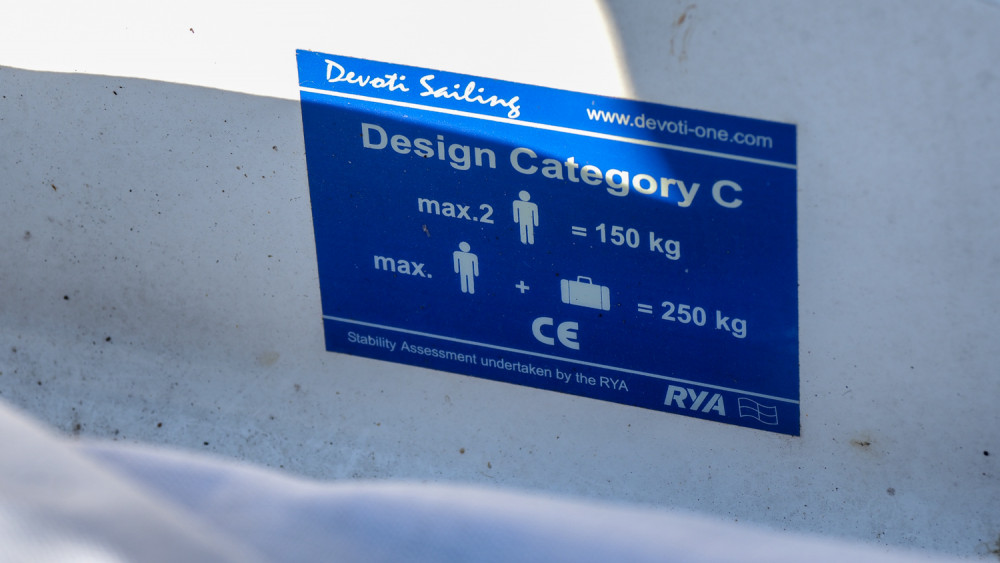 Devoti Sailing
www.devoti-one.com
Design Category C
max.2 = 150 kg
max. + = 250 kg
CE
Stability Assessment undertaken by the RYA
RYA